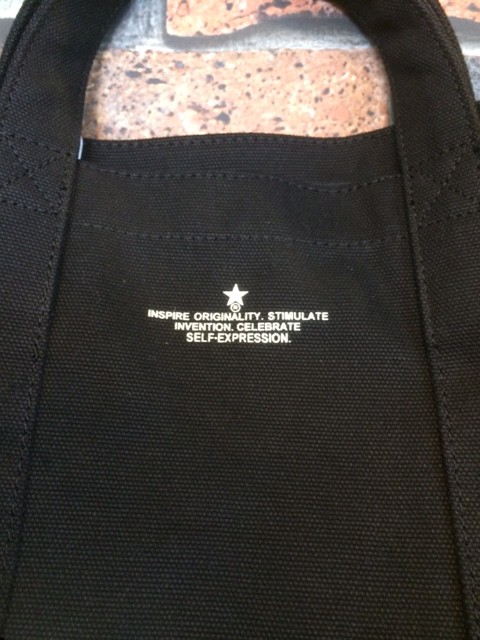 ®
INSPIRE ORIGINALITY. STIMULATE
INVENTION. CELEBRATE
SELF-EXPRESSION.